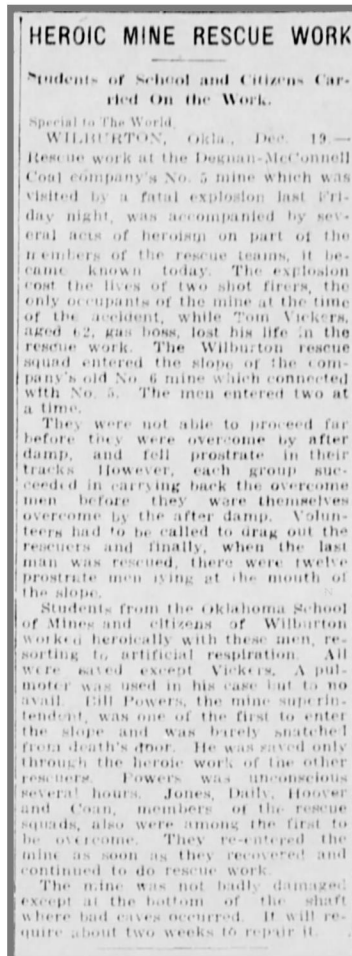 HEROIC MINE RESCUE WORK
Students of School and Citizens Car-
ried On the Work.
Special to The World.
WILBURTON, Okla., Dec. 19.—
Rescue work at the Degnan-McConnell
Coal company's No. 5 mine which was
visited by a fatal explosion last Fri-
day night, was accompanied by sev-
eral acts of heroism on part of the
members of the rescue teams, it be-
came known today. The explosion
cost the lives of two shot firers, the
only occupants of the mine at the time
of the accident, while Tom Vickers,
aged 62, gas boss, lost his life in the
rescue work. The Wilburton rescue
squad entered the slope of the com-
pany's old No. 6 mine which connected
with No. 5. The men entered two at
a time.
They were not able to proceed far
before they were overcome by after
damp, and fell prostrate in their
tracks However, each group suc-
ceeded in carrying back the overcome
men before they ware themselves
overcome by the after damp. Volun-
teers had to be called to drag out the
rescuers and finally, when the last
man was rescued, there were twelve
prostrate men lying at the mouth of
the slope.
Students from the Oklahoma School
of Mines and citizens of Wilburton
worked heroically with these men, re-
sorting to artificial respiration. All
were saved except Vickers. A pul-
moter was used in his case but to no
avail. Bill Powers, the mine superin-
tendent, was one of the first to enter
the slope and was barely snatched
from death's door. He was saved only
through the heroic work of the other
rescuers. Powers was unconscious
several hours. Jones, Daily, Hoover
and Coan, members of the rescue
squads, also were among the first to
be overcome. They re-entered the
mine as soon as they recovered and
continued to do rescue work.
The mine was not badly damaged
except at the bottom of the shaft
where bad caves occurred. It will re-
quire about two weeks to repair it.